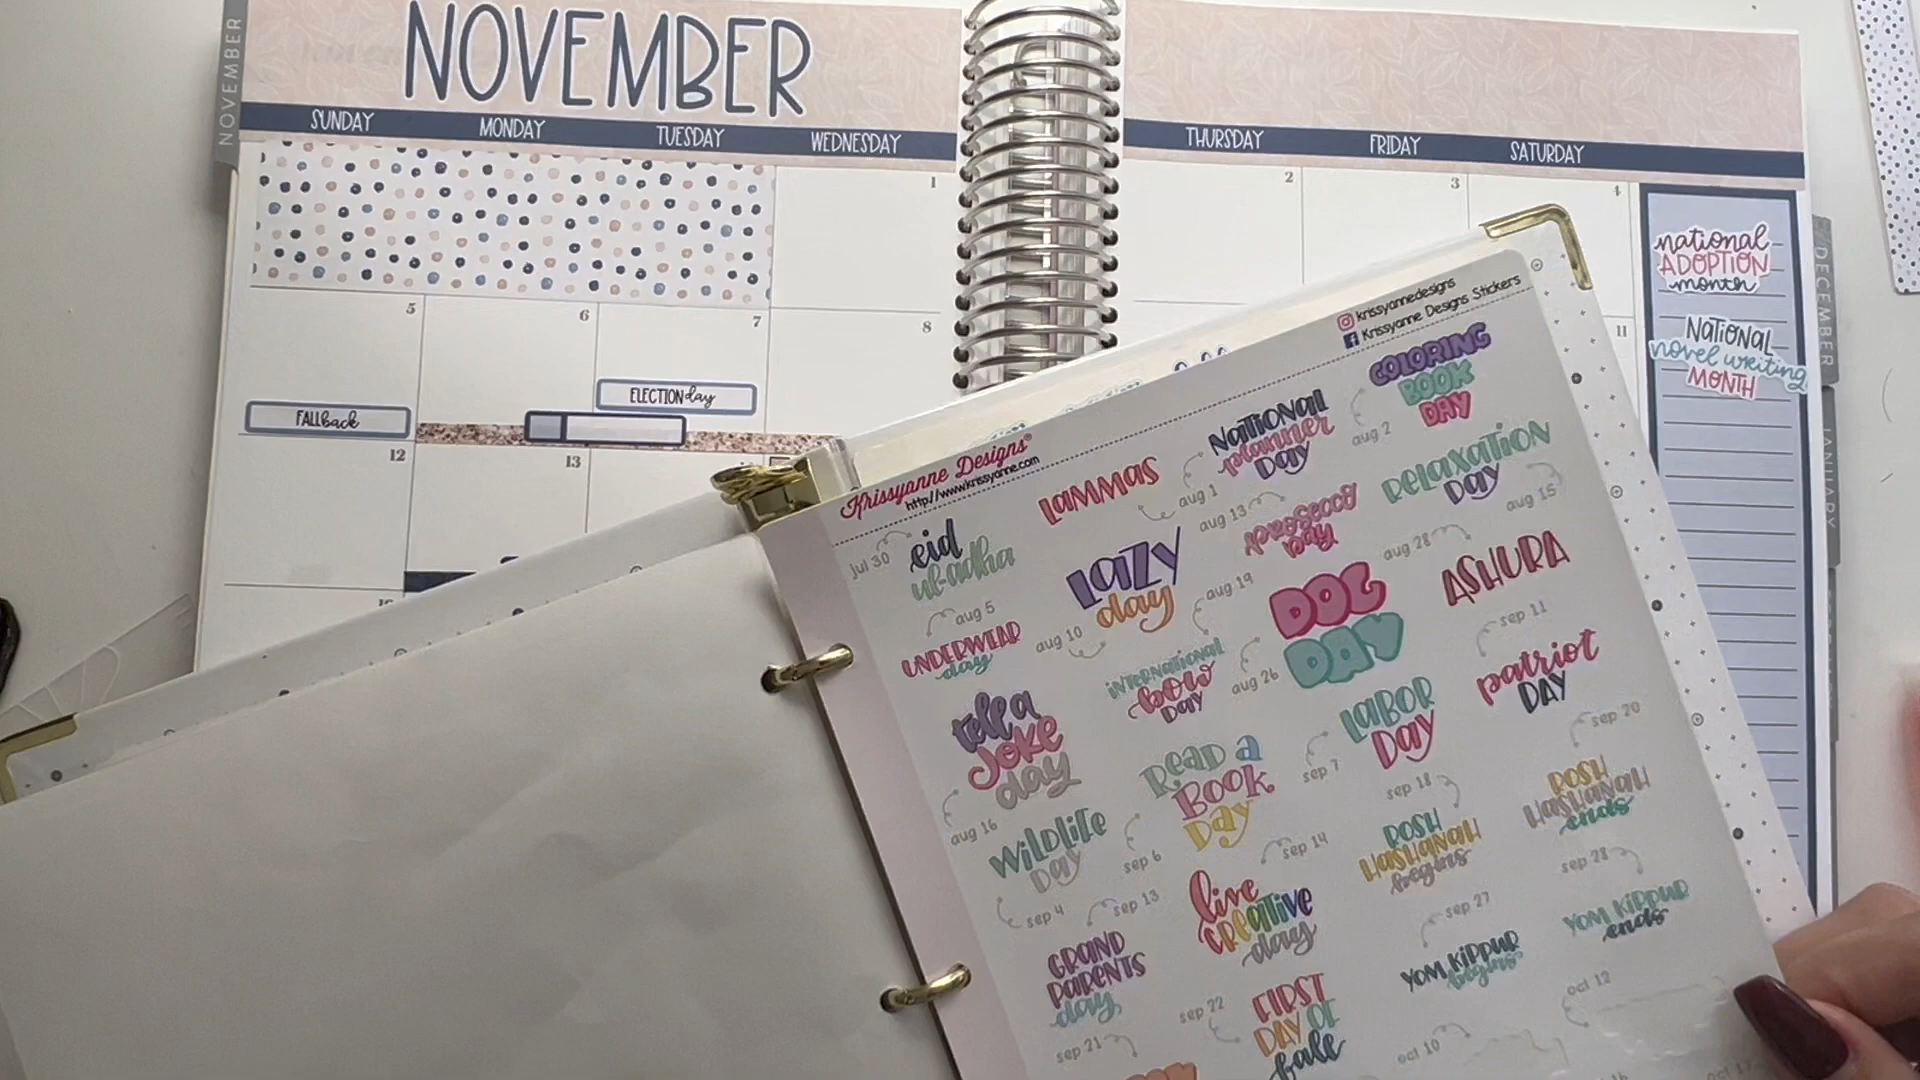 NOVEMBER
NOVEMBER
SUNDAY
MONDAY
TUESDAY
WEDNESDAY
THURSDAY
FRIDAY
SATURDAY
1
2
3
4
national
ADOPTION
month
NATIONAL
novel writing
MONTH
5
6
7
8
11
FALL back
ELECTION day
12
13
DECEMBER
JANUARY
krissyannedesigns
Krissyanne Designs Stickers
Krissyanne Designs
http://www.krissyanne.com
jul 30
eid
ul-adha
LAMMAS
aug 1
NATIONAL
planner
DAY
aug 2
COLORING
BOOK
DAY
aug 5
UNDERWEAR
day
aug 10
LAZY
day
aug 13
PROSECCO
DAY
RELAXATION
DAY
aug 15
aug 16
tell a
JOKE
day
aug 19
INTERNATIONAL
bow
DAY
aug 26
DOG
DAY
aug 28
ASHURA
sep 4
WILDLIFE
DAY
sep 6
READ a
BOOK
DAY
sep 7
LABOR
DAY
sep 11
patriot
DAY
sep 13
GRAND
PARENTS
day
sep 14
live
CREATIVE
day
sep 18
ROSH
HASHANAH
begins
sep 20
ROSH
HASHANAH
ends
sep 21
sep 22
FIRST
DAY OF
fall
sep 27
YOM KIPPUR
begins
sep 28
YOM KIPPUR
ends
oct 10
oct 12